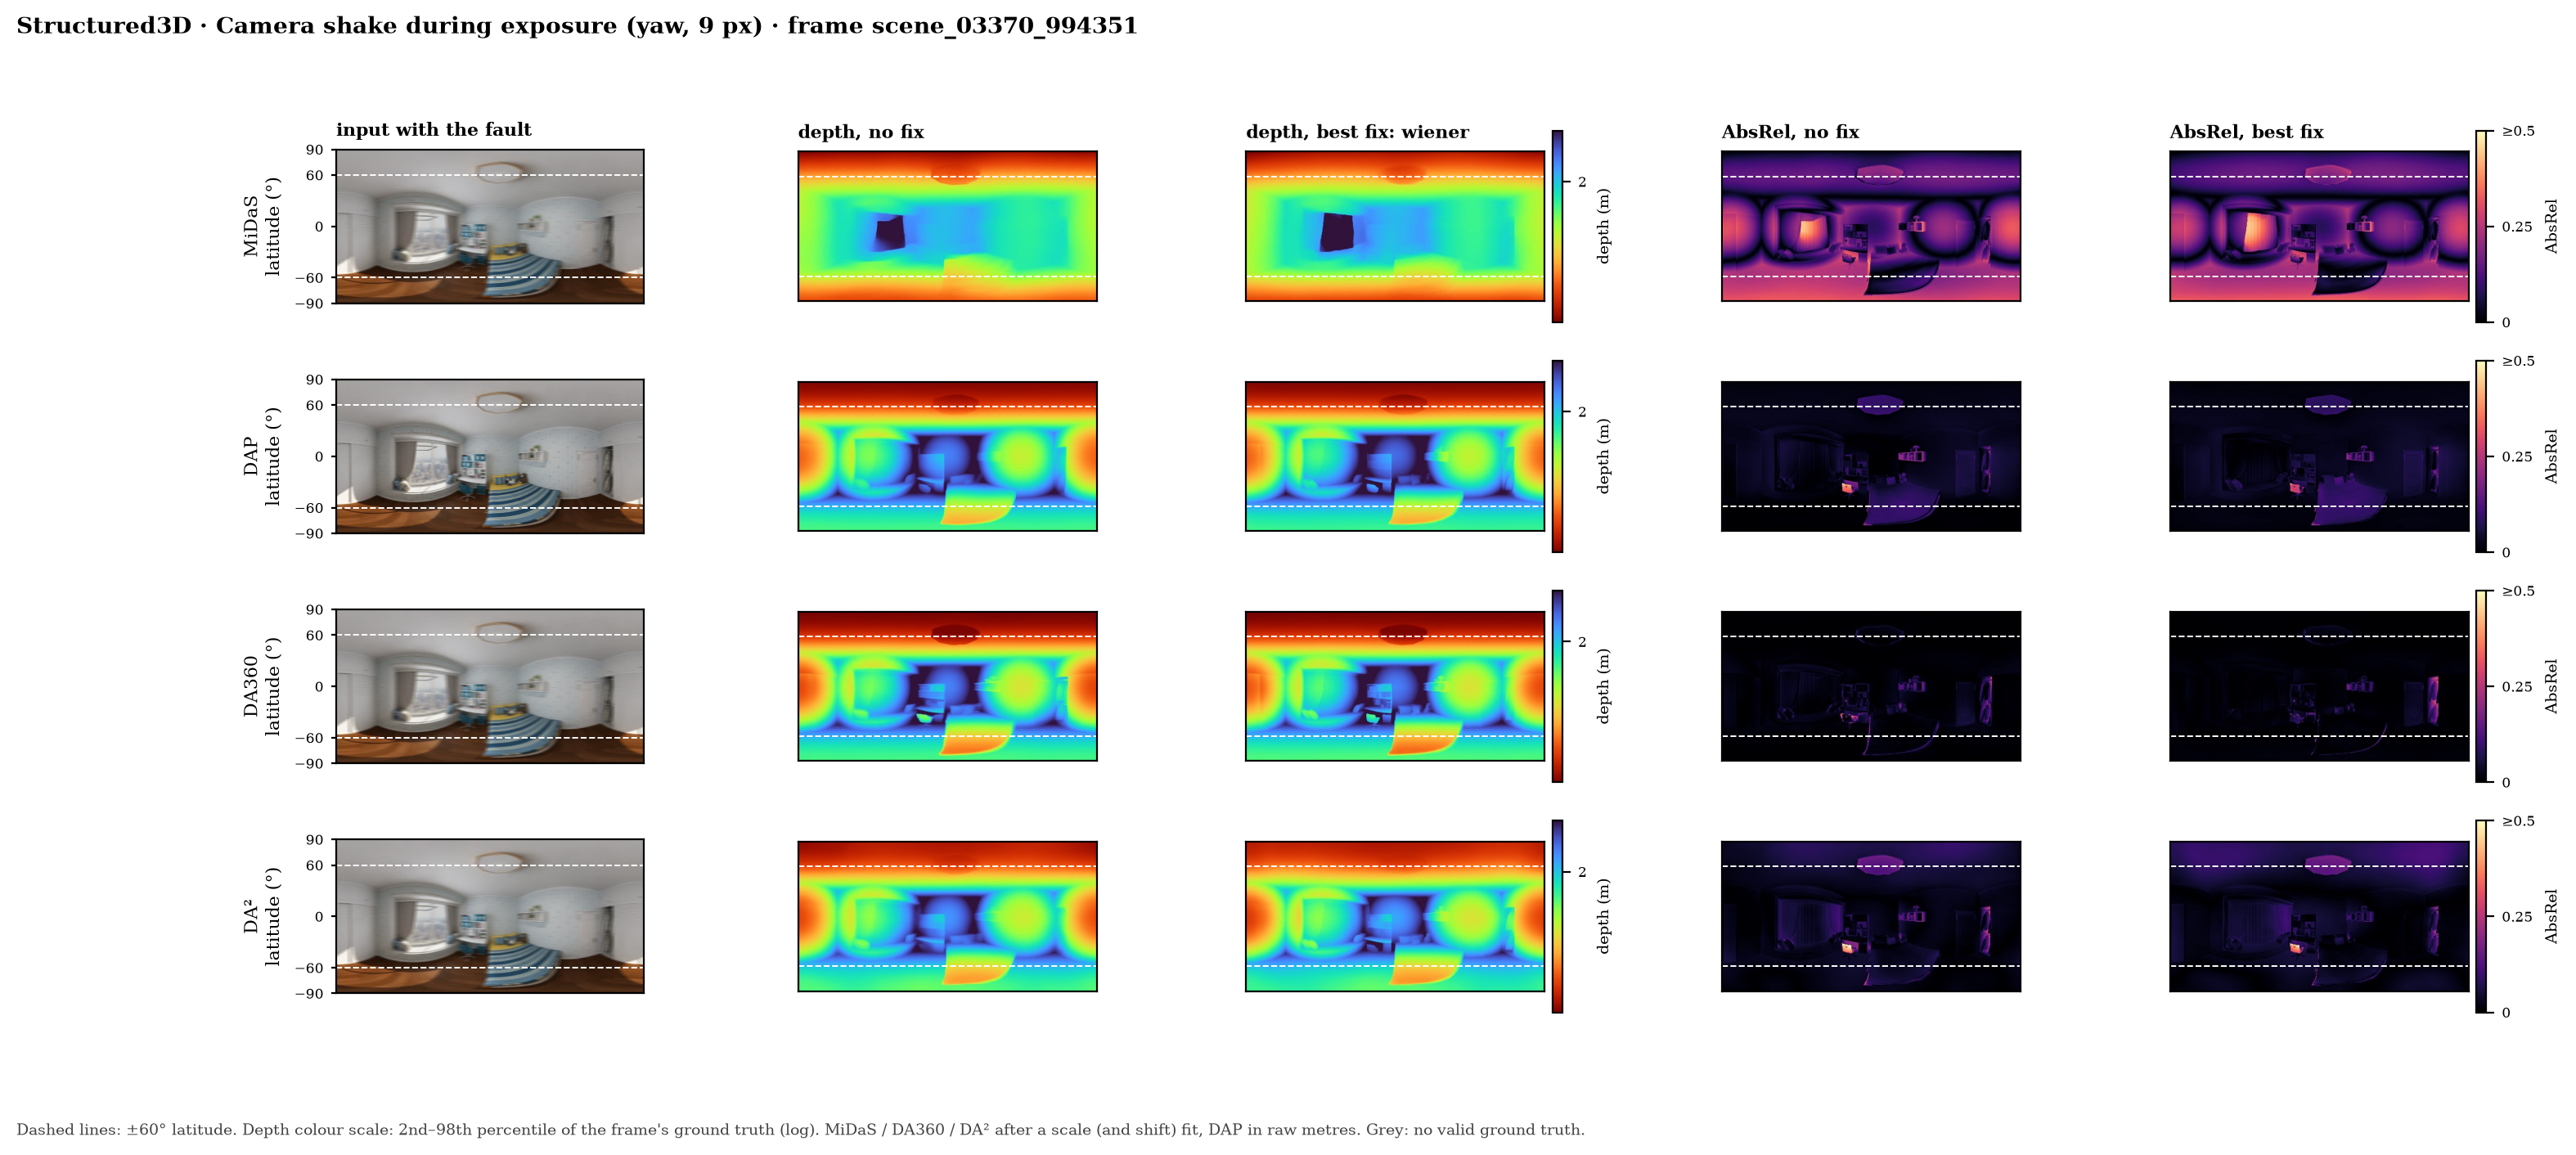 Structured3D · Camera shake during exposure (yaw, 9 px) · frame scene_03370_994351
input with the fault
depth, no fix
depth, best fix: wiener
AbsRel, no fix
AbsRel, best fix
MiDaS
latitude (°)
90
60
0
−60
−90
2
depth (m)
≥0.5
0.25
0
AbsRel
DAP
latitude (°)
90
60
0
−60
−90
2
depth (m)
≥0.5
0.25
0
AbsRel
DA360
latitude (°)
90
60
0
−60
−90
2
depth (m)
≥0.5
0.25
0
AbsRel
DA²
latitude (°)
90
60
0
−60
−90
2
depth (m)
≥0.5
0.25
0
AbsRel
Dashed lines: ±60° latitude. Depth colour scale: 2nd–98th percentile of the frame's ground truth (log). MiDaS / DA360 / DA² after a scale (and shift) fit, DAP in raw metres. Grey: no valid ground truth.